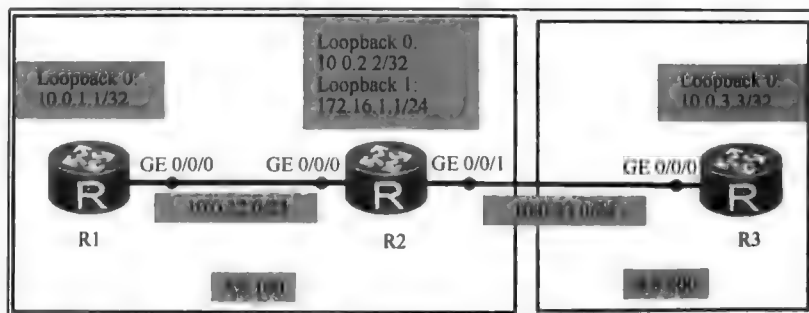 Loopback 0:
10.0.2.2/32
Loopback 1:
172.16.1.1/24
Loopback 0:
10.0.1.1/32
Loopback 0:
10.0.3.3/32
GE 0/0/0
GE 0/0/0
GE 0/0/1
GE 0/0/0
R
R
R
R1
R2
R3